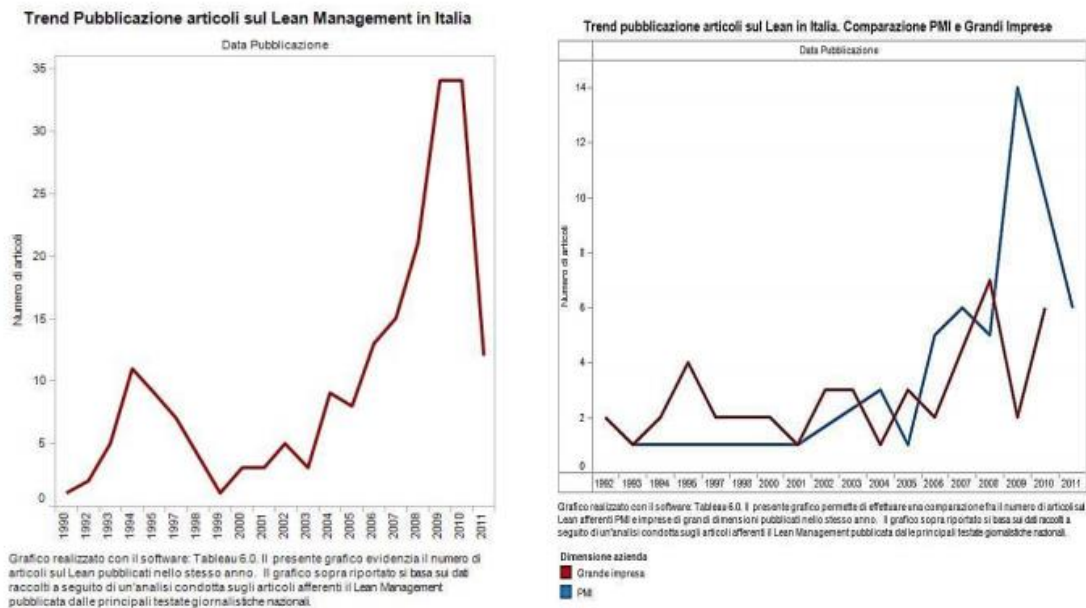 Trend Pubblicazione articoli sul Lean Management in Italia
Data Pubblicazione
35
30
25
20
15
10
5
0
Numero di articoli
1990
1992
1993
1994
1995
1997
1998
1999
2000
2001
2002
2003
2004
2005
2006
2007
2008
2009
2010
2011
Grafico realizzato con il software: Tableau 6.0. Il presente grafico evidenzia il numero di
articoli sul Lean pubblicati nello stesso anno. Il grafico sopra riportato si basa sui dati
raccolti a seguito di un'analisi condotta sugli articoli afferenti il Lean Management
pubblicata dalle principali testate giornalistiche nazionali.
Trend pubblicazione articoli sul Lean in Italia. Comparazione PMI e Grandi Imprese
Data Pubblicazione
14
12
10
8
6
4
2
0
Numero di articoli
1992 1993 1994 1995 1997 1998 2000 2001 2002 2003 2004 2005 2006 2007 2008 2009 2010 2011
Grafico realizzato con il software: Tableau 6.0. Il presente grafico permette di effettuare una comparazione fra il numero di articoli sul
Lean afferenti PMI e imprese di grandi dimensioni pubblicati nello stesso anno. Il grafico sopra riportato si basa sui dati raccolti a
seguito di un'analisi condotta sugli articoli afferenti il Lean Management pubblicata dalle principali testate giornalistiche nazionali.
Dimensione azienda
Grande impresa
PMI